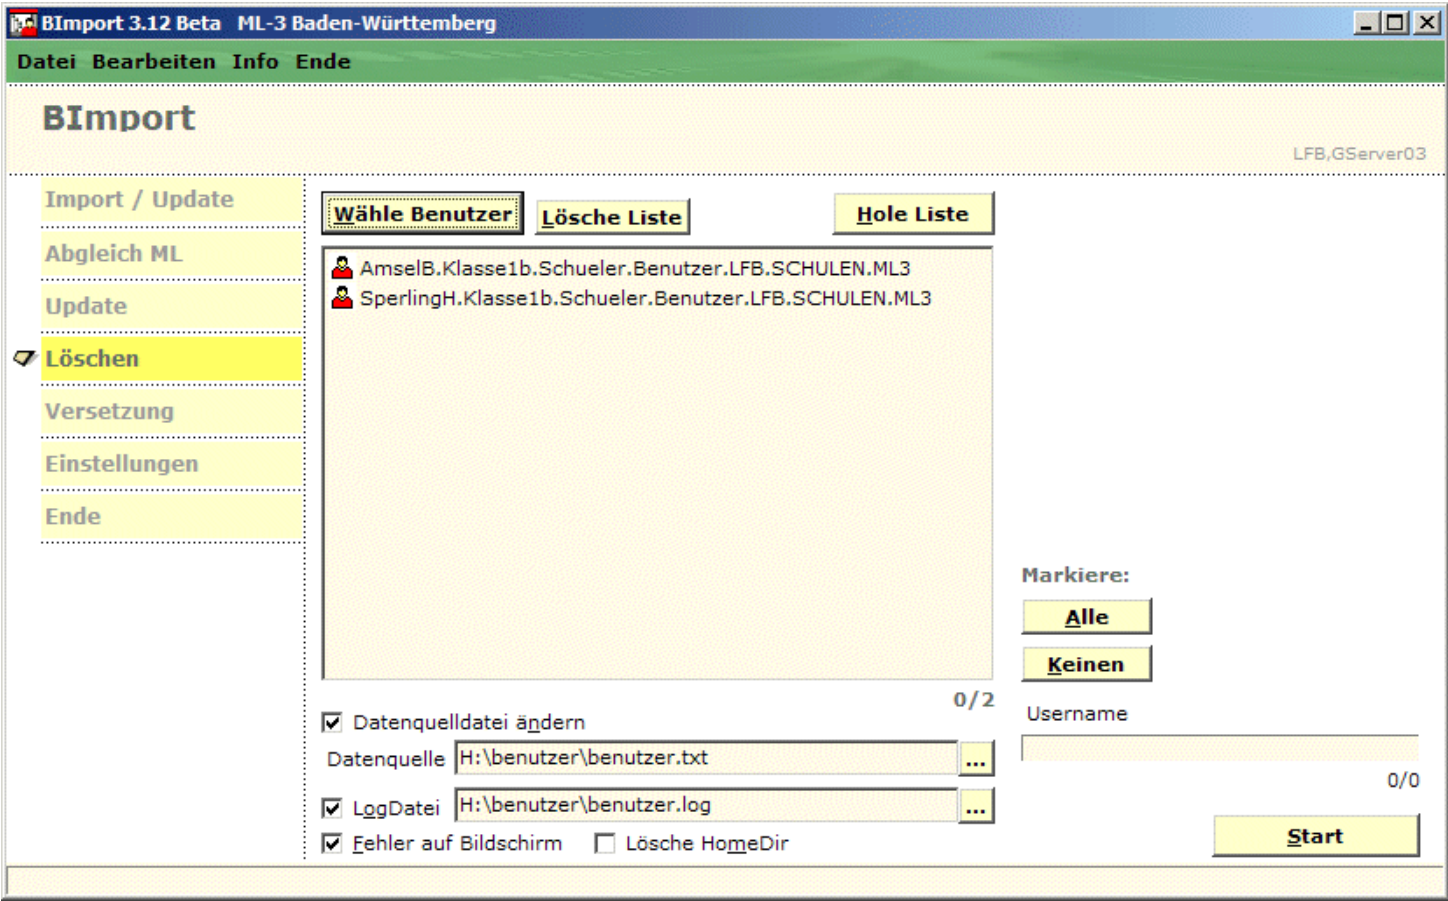 BImport 3.12 Beta ML-3 Baden-Württemberg
Datei Bearbeiten Info Ende
BImport
LFB,GServer03
Import / Update
Abgleich ML
Update
Löschen
Versetzung
Einstellungen
Ende
Wähle Benutzer Lösche Liste Hole Liste
AmselB.Klasse1b.Schueler.Benutzer.LFB.SCHULEN.ML3
SperlingH.Klasse1b.Schueler.Benutzer.LFB.SCHULEN.ML3
0/2
Datenquelldatei ändern
Datenquelle H:\benutzer\benutzer.txt ...
LogDatei H:\benutzer\benutzer.log ...
Fehler auf Bildschirm Lösche HomeDir
Markiere:
Alle
Keinen
Username
0/0
Start